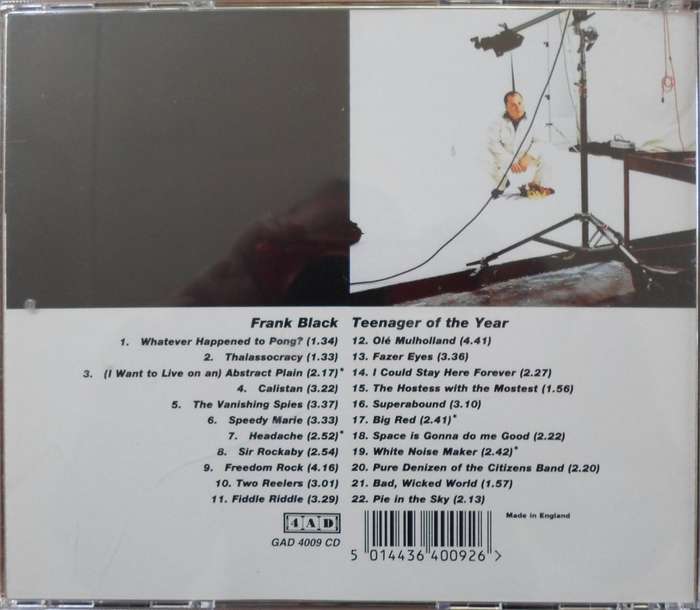 Frank Black
1. Whatever Happened to Pong? (1.34)
2. Thalassocracy (1.33)
3. (I Want to Live on an) Abstract Plain (2.17)*
4. Calistan (3.22)
5. The Vanishing Spies (3.37)
6. Speedy Marie (3.33)
7. Headache (2.52)*
8. Sir Rockaby (2.54)
9. Freedom Rock (4.16)
10. Two Reelers (3.01)
11. Fiddle Riddle (3.29)
Teenager of the Year
12. Olé Mulholland (4.41)
13. Fazer Eyes (3.36)
14. I Could Stay Here Forever (2.27)
15. The Hostess with the Mostest (1.56)
16. Superabound (3.10)
17. Big Red (2.41)*
18. Space is Gonna do me Good (2.22)
19. White Noise Maker (2.42)*
20. Pure Denizen of the Citizens Band (2.20)
21. Bad, Wicked World (1.57)
22. Pie in the Sky (2.13)
4AD
GAD 4009 CD
5 014436 400926 >
Made in England